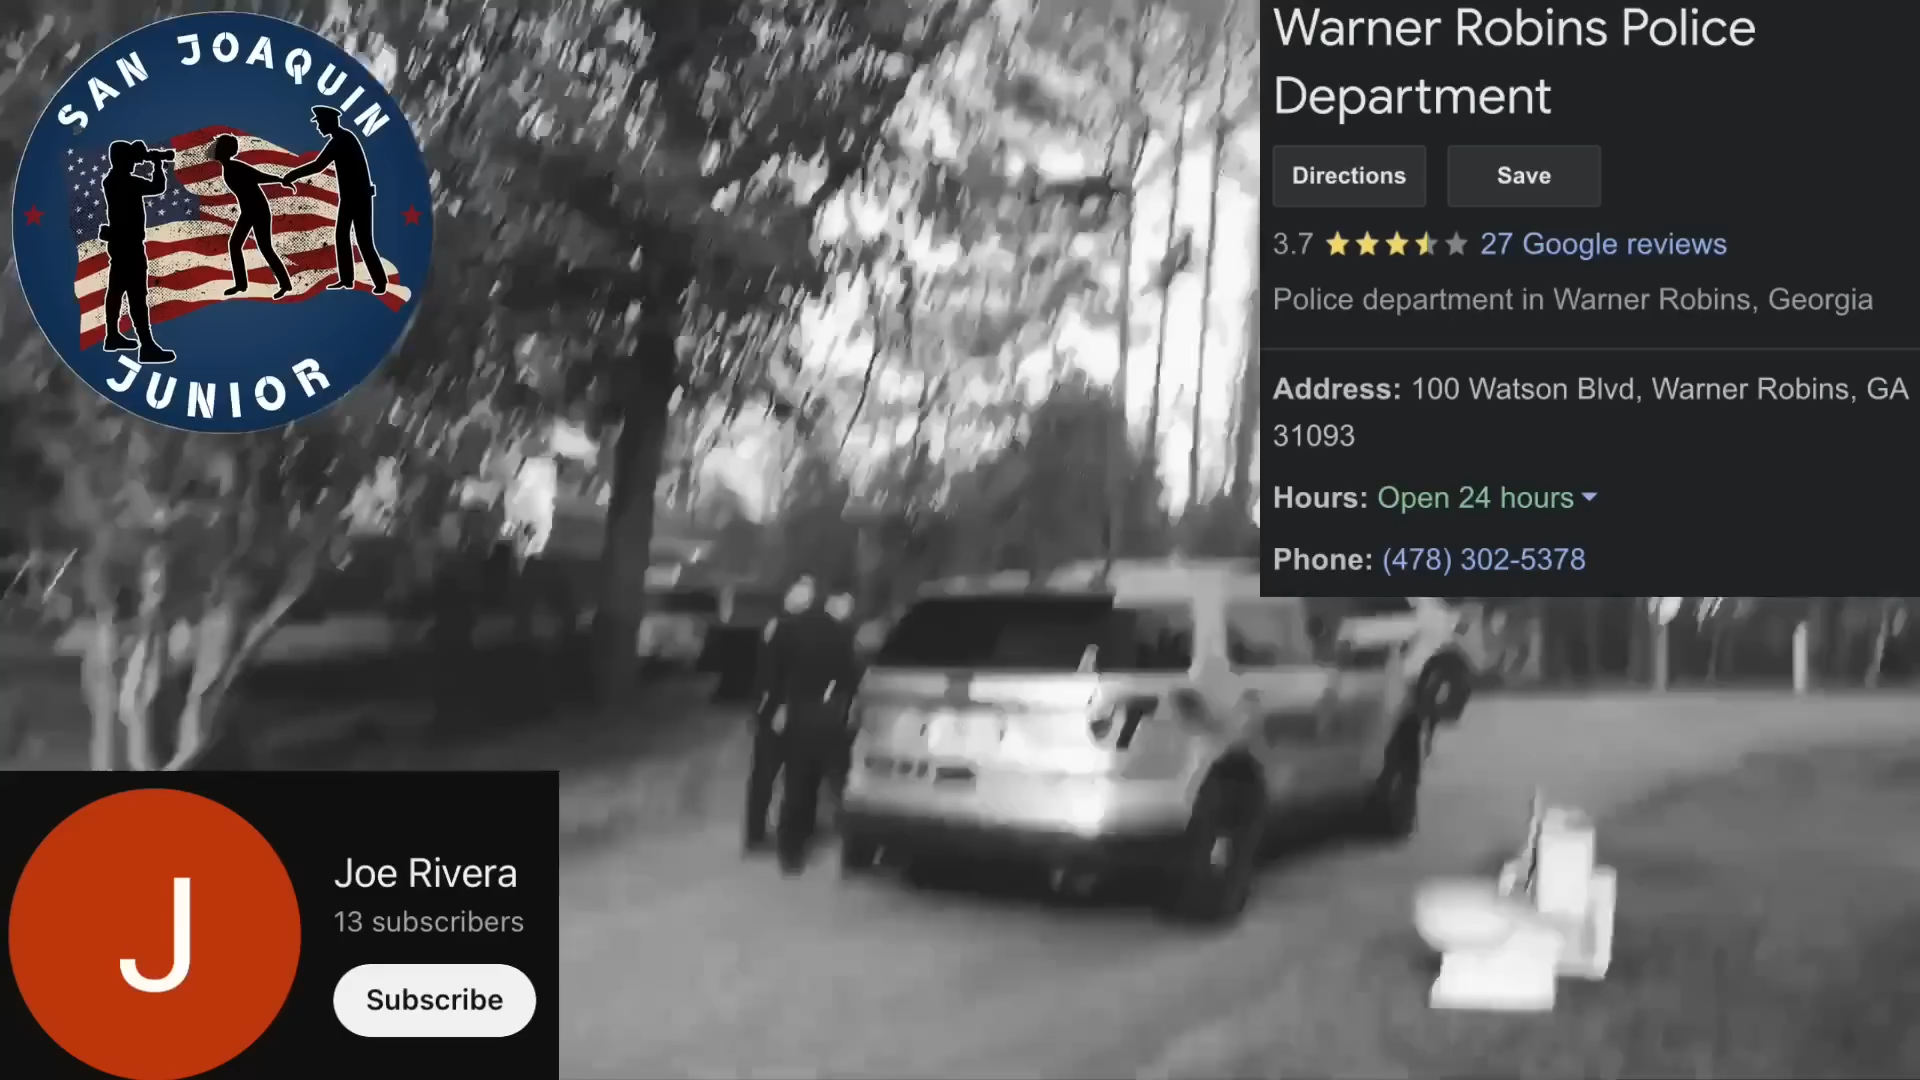 SAN JOAQUIN
JUNIOR
Warner Robins Police
Department
Directions
Save
3.7
27 Google reviews
Police department in Warner Robins, Georgia
Address: 100 Watson Blvd, Warner Robins, GA
31093
Hours: Open 24 hours
Phone: (478) 302-5378
J
Joe Rivera
13 subscribers
Subscribe